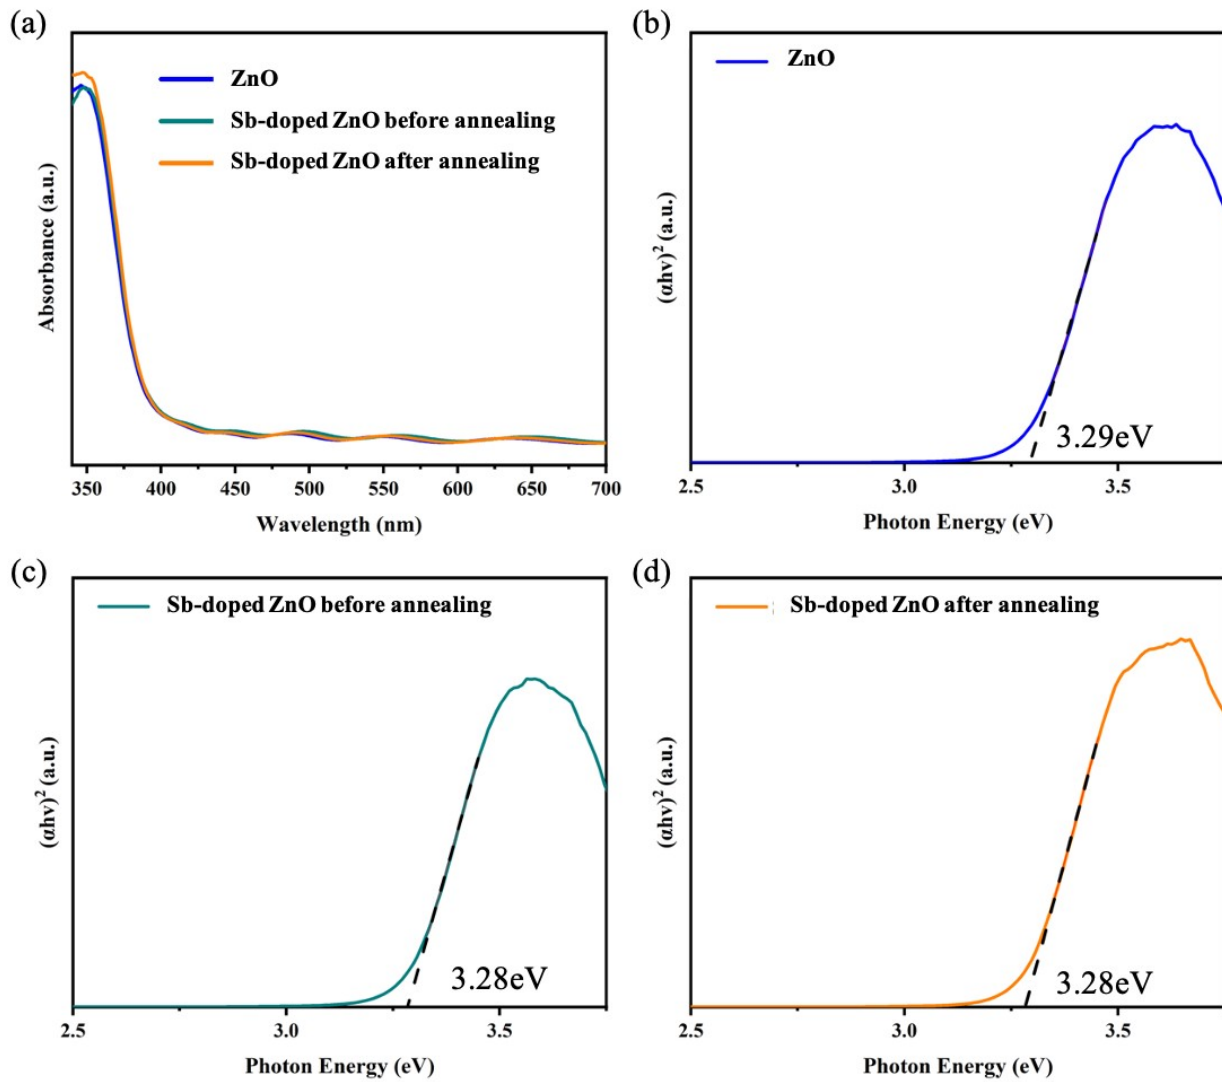 (a)
ZnO
Sb-doped ZnO before annealing
Sb-doped ZnO after annealing
Absorbance (a.u.)
350 400 450 500 550 600 650 700
Wavelength (nm)
(b)
ZnO
(αhv)² (a.u.)
3.29eV
2.5 3.0 3.5
Photon Energy (eV)
(c)
Sb-doped ZnO before annealing
(αhv)² (a.u.)
3.28eV
2.5 3.0 3.5
Photon Energy (eV)
(d)
Sb-doped ZnO after annealing
(αhv)² (a.u.)
3.28eV
2.5 3.0 3.5
Photon Energy (eV)